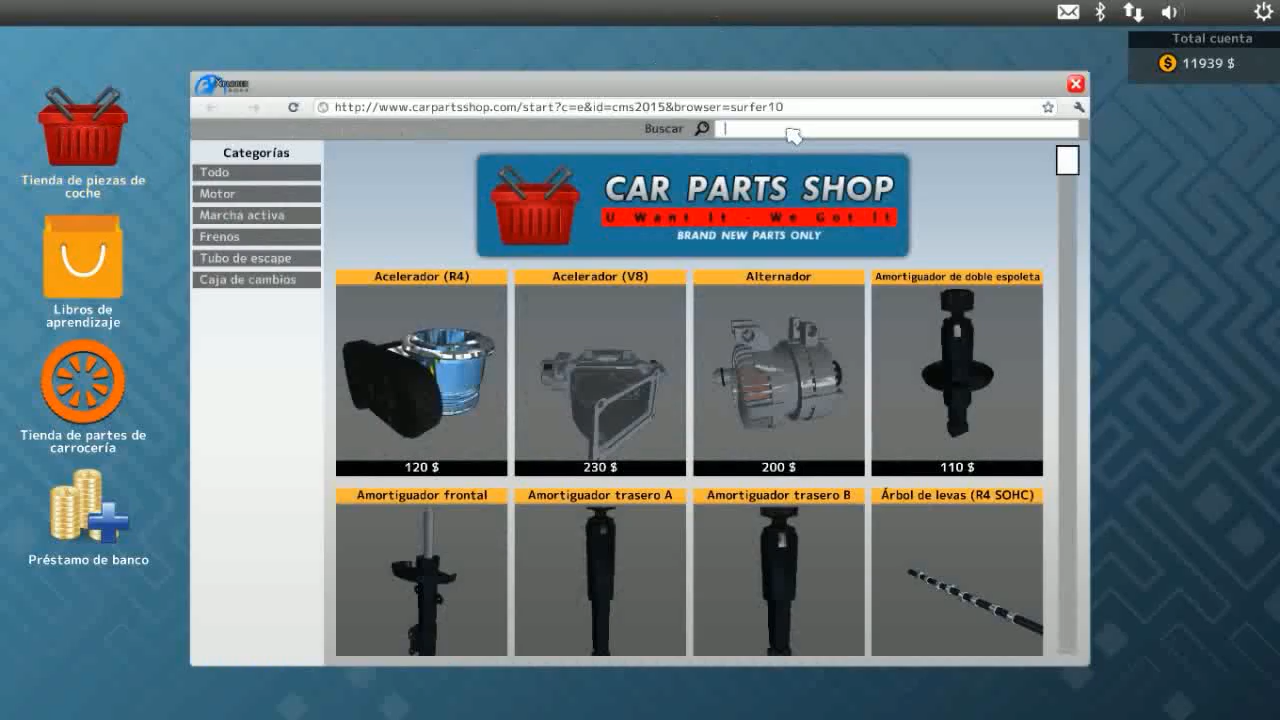 Total cuenta
11939 $
http://www.carpartsshop.com/start?c=e&id=cms2015&browser=surfer10
Buscar
Tienda de piezas de
coche
Libros de
aprendizaje
Tienda de partes de
carrocería
Préstamo de banco
Categorías
Todo
Motor
Marcha activa
Frenos
Tubo de escape
Caja de cambios
CAR PARTS SHOP
U Want It - We Got It
BRAND NEW PARTS ONLY
Acelerador (R4)
Acelerador (V8)
Alternador
Amortiguador de doble espoleta
120 $
230 $
200 $
110 $
Amortiguador frontal
Amortiguador trasero A
Amortiguador trasero B
Árbol de levas (R4 SOHC)